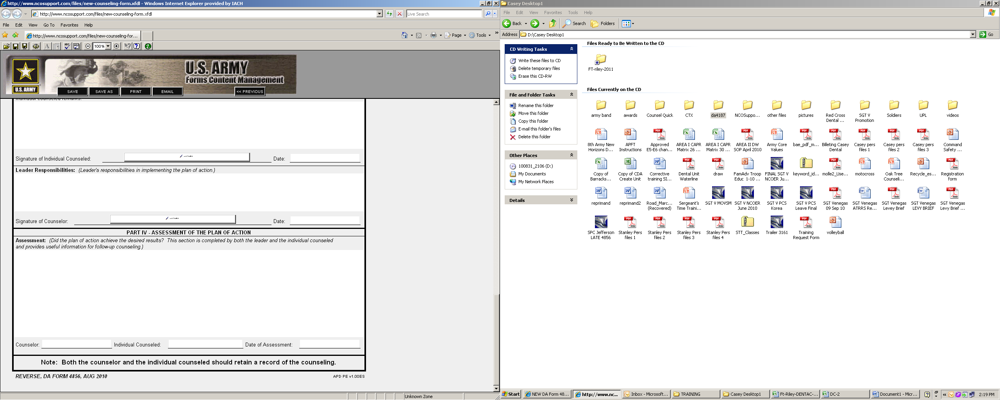 http://www.ncosupport.com/files/new-counseling-form.xfdl - Windows Internet Explorer provided by IACH
http://www.ncosupport.com/files/new-counseling-form.xfdl
Live Search
File Edit View Go To Favorites Help
http://www.ncosupport.com/files/new-counseling-for...
Page Tools
100%
U.S. ARMY
Forms Content Management
U.S. ARMY
SAVE SAVE AS PRINT EMAIL << PREVIOUS
Individual counseled remarks:
Signature of Individual Counseled: Date:
Leader Responsibilities: (Leader's responsibilities in implementing the plan of action.)
Signature of Counselor: Date:
PART IV - ASSESSMENT OF THE PLAN OF ACTION
Assessment: (Did the plan of action achieve the desired results? This section is completed by both the leader and the individual counseled
and provides useful information for follow-up counseling.)
Counselor: Individual Counseled: Date of Assessment:
Note: Both the counselor and the individual counseled should retain a record of the counseling.
REVERSE, DA FORM 4856, AUG 2010
APD PE v1.00ES
Unknown Zone
Casey Desktop1
File Edit View Favorites Tools Help
Back Search Folders
Address D:\Casey Desktop1 Go
CD Writing Tasks
Write these files to CD
Delete temporary files
Erase this CD-RW
File and Folder Tasks
Rename this folder
Move this folder
Copy this folder
E-mail this folder's files
Delete this folder
Other Places
100831_2106 (D:)
My Documents
My Network Places
Details
Files Ready to Be Written to the CD
FT-riley-2011
Files Currently on the CD
army band
awards
Counsel Quick
CTX
da4187
NCOSuppo...
other files
pictures
Red Cross
Dental ...
SGT V
Promotion
Soldiers
UPL
videos
8th Army New
Horizons D...
APFT
Instructions
Approved
E5-E6 chan...
AREA I CAPR
Matrix 26 ...
AREA I CAPR
Matrix 30 ...
AREA II DW
SOP April 2010
Army Core
Values
bae_pdf_m...
Billeting Casey
Dental
Casey pers
files 1
Casey pers
files 2
Casey pers
files 3
Command
Safety ...
Copy of
Barracks...
Copy of CDA
Create Unit
Corrective
training SI...
Dental Unit
Waterline
draw
FamAdv Troop
Educ 1-10 ...
FINAL SGT V
NCOER Ju...
keyword_id...
molle2_Use...
motocross
Oak Tree
Counseli...
Recycle_es...
Registration
form
reprimand
reprimand2
Road_Marc...
(Recovered)
Sergeant's
Time Traini...
SGT V MOVSM
SGT V NCOER
June 2010
SGT V PCS
Korea
SGT V PCS
Leave Final
SGT Venegas
09 Sep 10
SGT Venegas
ATRRS Re...
SGT Venegas
Levey Brief
SGT Venegas
LEVY BRIEF
SGT Venegas
Levy Brief ...
SPC Jefferson
LATE 4856
Stanley Pers
files 1
Stanley Pers
files 2
Stanley Pers
files 3
Stanley Pers
files 4
STT_Classes
Trailer 3161
Training
Request Form
volleyball
Start
NEW DA Form 48...
http://www.nc...
Inbox - Microsoft...
TRAINING
Casey Desktop1
Ft-Riley-DENTAC-...
DC-2
Document1 - Micr...
2:19 PM